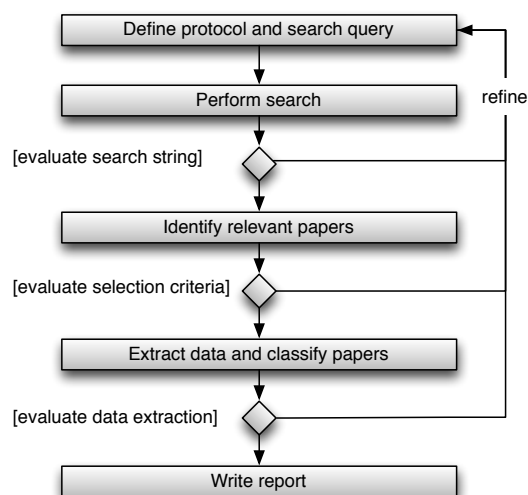 Define protocol and search query
refine
Perform search
[evaluate search string]
Identify relevant papers
[evaluate selection criteria]
Extract data and classify papers
[evaluate data extraction]
Write report